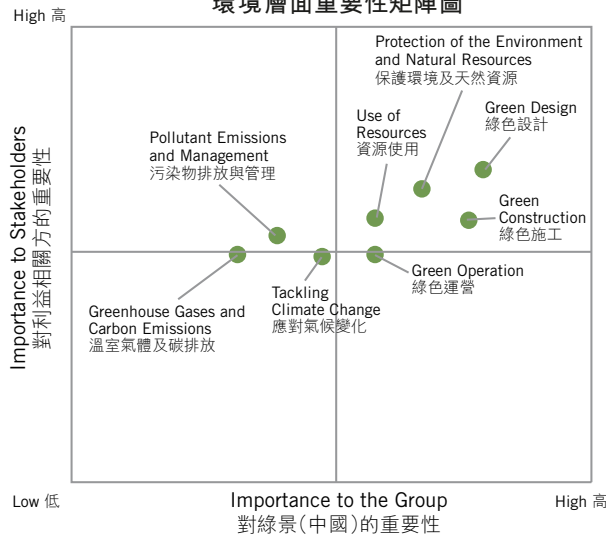 環境層面重要性矩陣圖
High 高
Protection of the Environment
and Natural Resources
保護環境及天然資源
Green Design
綠色設計
Use of
Resources
資源使用
Pollutant Emissions
and Management
污染物排放與管理
Green
Construction
綠色施工
Importance to Stakeholders
對利益相關方的重要性
Green Operation
綠色運營
Tackling
Climate Change
應對氣候變化
Greenhouse Gases and
Carbon Emissions
溫室氣體及碳排放
Low 低
Importance to the Group
對綠景(中國)的重要性
High 高